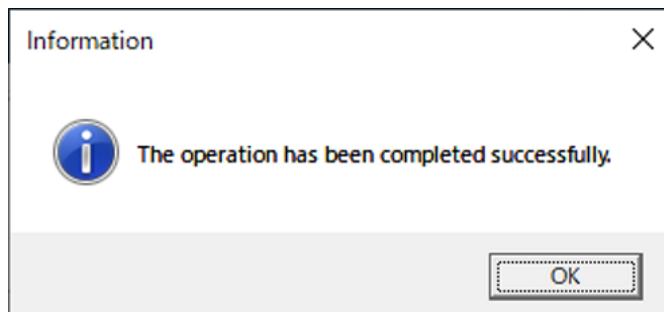 Information
The operation has been completed successfully.
OK